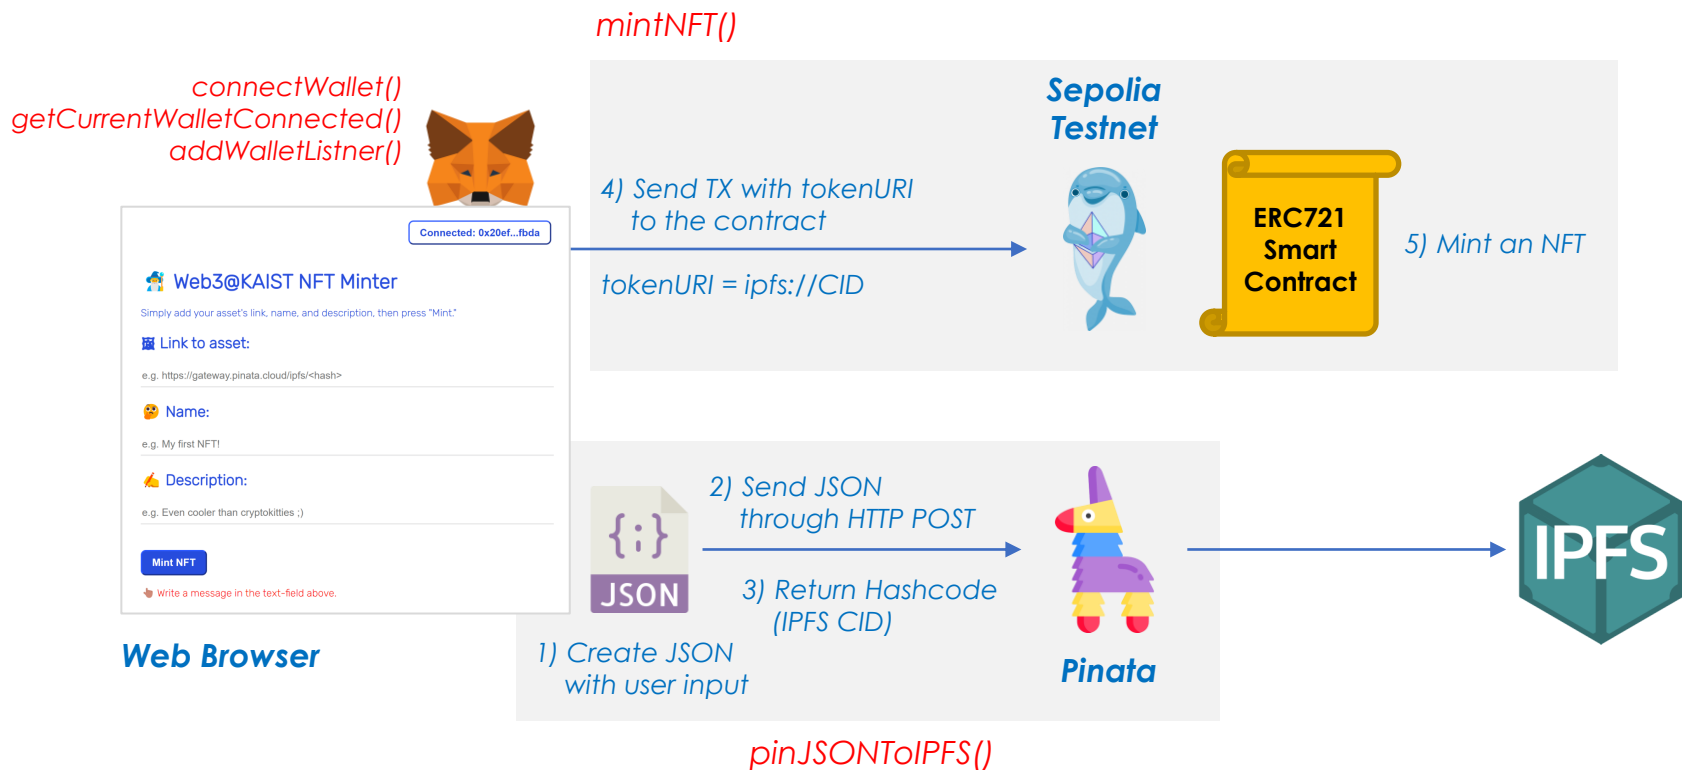 mintNFT()
connectWallet()
getCurrentWalletConnected()
addWalletListner()
Sepolia
Testnet
4) Send TX with tokenURI
to the contract
tokenURI = ipfs://CID
ERC721
Smart
Contract
5) Mint an NFT
Connected: 0x20ef...fbda
Web3@KAIST NFT Minter
Simply add your asset's link, name, and description, then press "Mint."
Link to asset:
e.g. https://gateway.pinata.cloud/ipfs/<hash>
Name:
e.g. My first NFT!
Description:
e.g. Even cooler than cryptokitties ;)
Mint NFT
Write a message in the text-field above.
Web Browser
{;}
JSON
1) Create JSON
with user input
2) Send JSON
through HTTP POST
3) Return Hashcode
(IPFS CID)
Pinata
IPFS
pinJSONToIPFS()